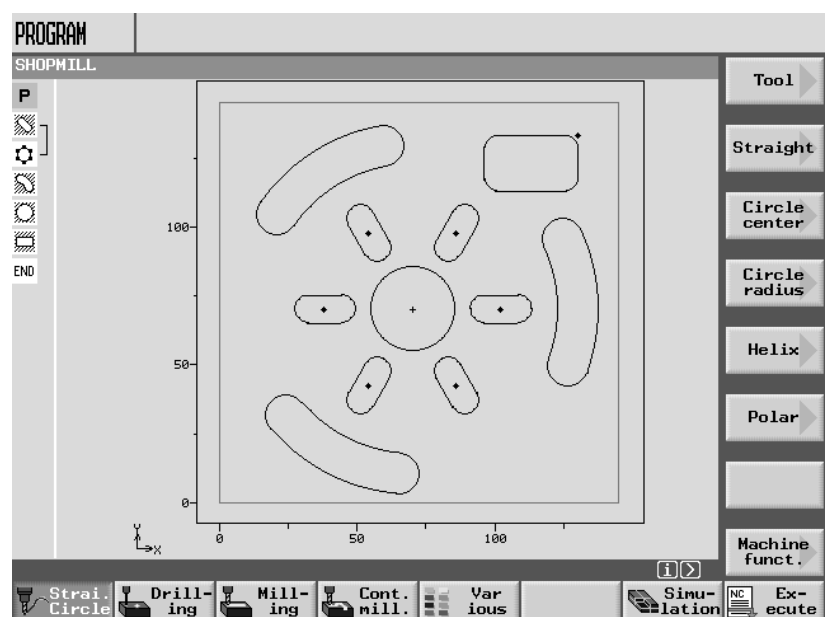 PROGRAM
SHOPMILL
P
END
100
50
0
0
50
100
Y
X
Tool
Straight
Circle
center
Circle
radius
Helix
Polar
Machine
funct.
i
Strai.
Circle
Drill-
ing
Mill-
ing
Cont.
mill.
Var
ious
Simu-
lation
NC
Ex-
ecute